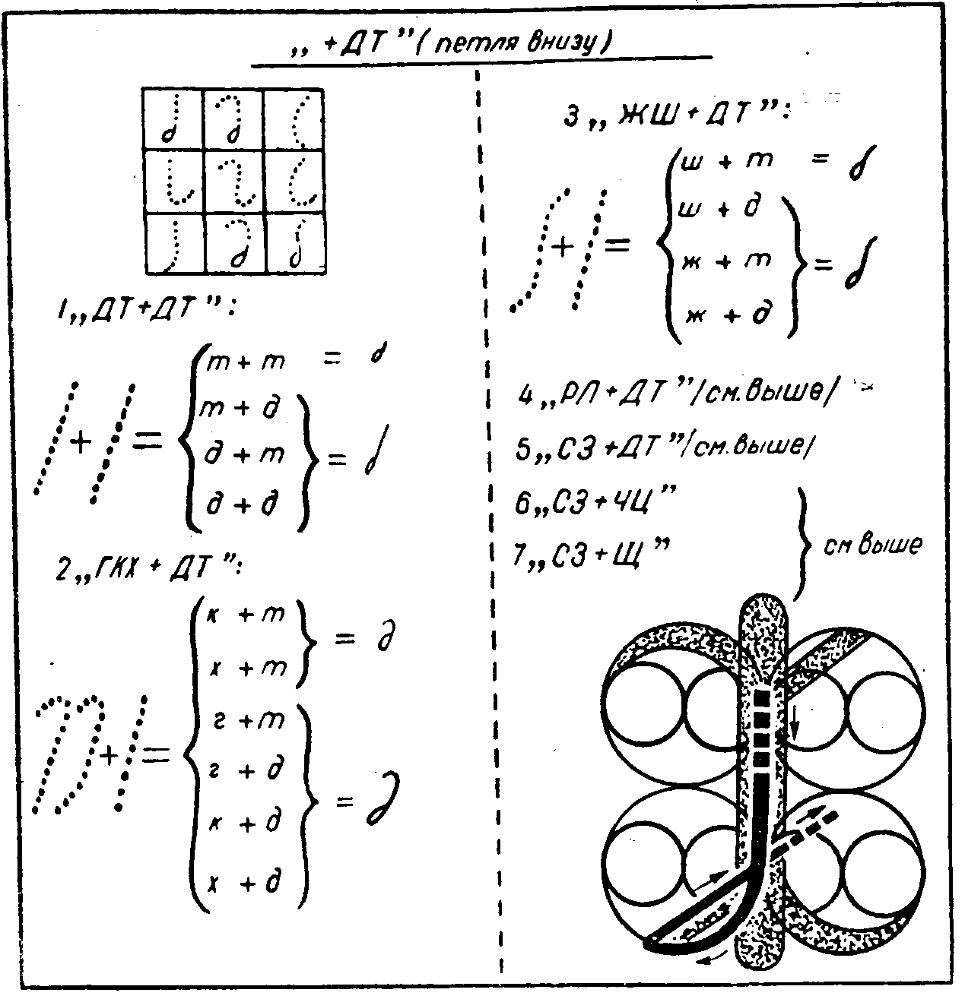 „ +ДТ ” ( петля внизу )
1 „ ДТ + ДТ ” :
+ = { т + т = 
т + д
д + т } =
д + д
2 „ ГКХ + ДТ ” :
к + т } =
х + т
г + т
г + д
+ = { к + д } =
х + д
3 „ ЖШ + ДТ ” :
ш + т =
ш + д
+ = { ж + т } =
ж + д
4 „ РЛ + ДТ ” / см. выше /
5 „ СЗ + ДТ ” / см. выше /
6 „ СЗ + ЧЦ ”
7 „ СЗ + Щ ” } см выше